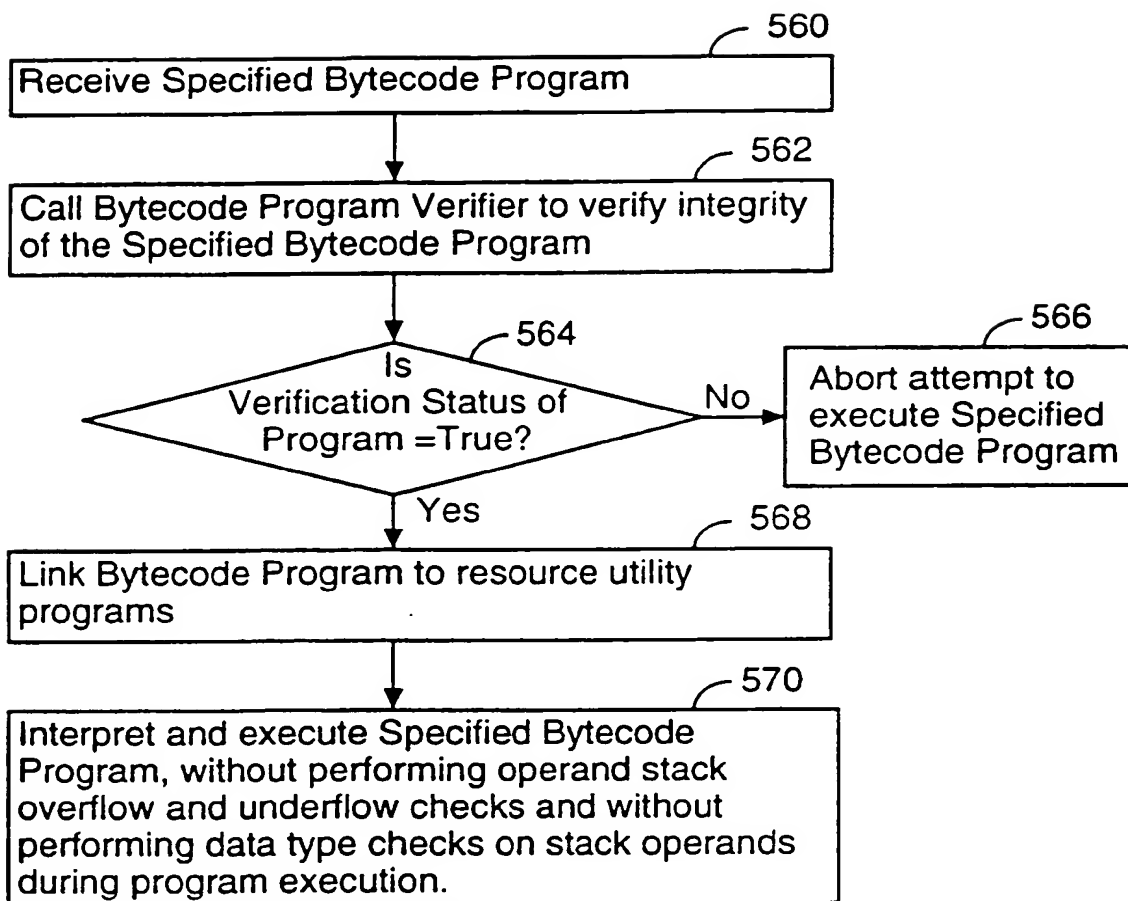 560
Receive Specified Bytecode Program
562
Call Bytecode Program Verifier to verify integrity
of the Specified Bytecode Program
564
Is
Verification Status of
Program =True?
No
566
Abort attempt to
execute Specified
Bytecode Program
Yes
568
Link Bytecode Program to resource utility
programs
570
Interpret and execute Specified Bytecode
Program, without performing operand stack
overflow and underflow checks and without
performing data type checks on stack operands
during program execution.